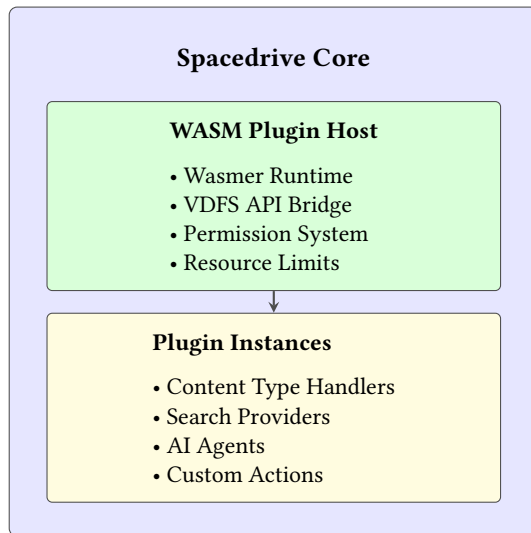 Spacedrive Core
WASM Plugin Host
• Wasmer Runtime
• VDFS API Bridge
• Permission System
• Resource Limits
Plugin Instances
• Content Type Handlers
• Search Providers
• AI Agents
• Custom Actions